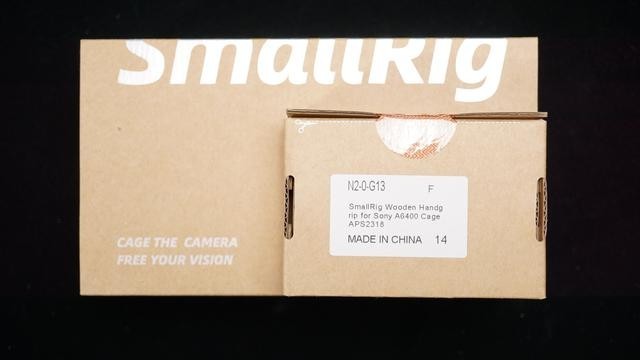 SmallRig
N2-0-G13 F
SmallRig Wooden Handg
rip for Sony A6400 Cage
APS2318
MADE IN CHINA 14
CAGE THE CAMERA
FREE YOUR VISION